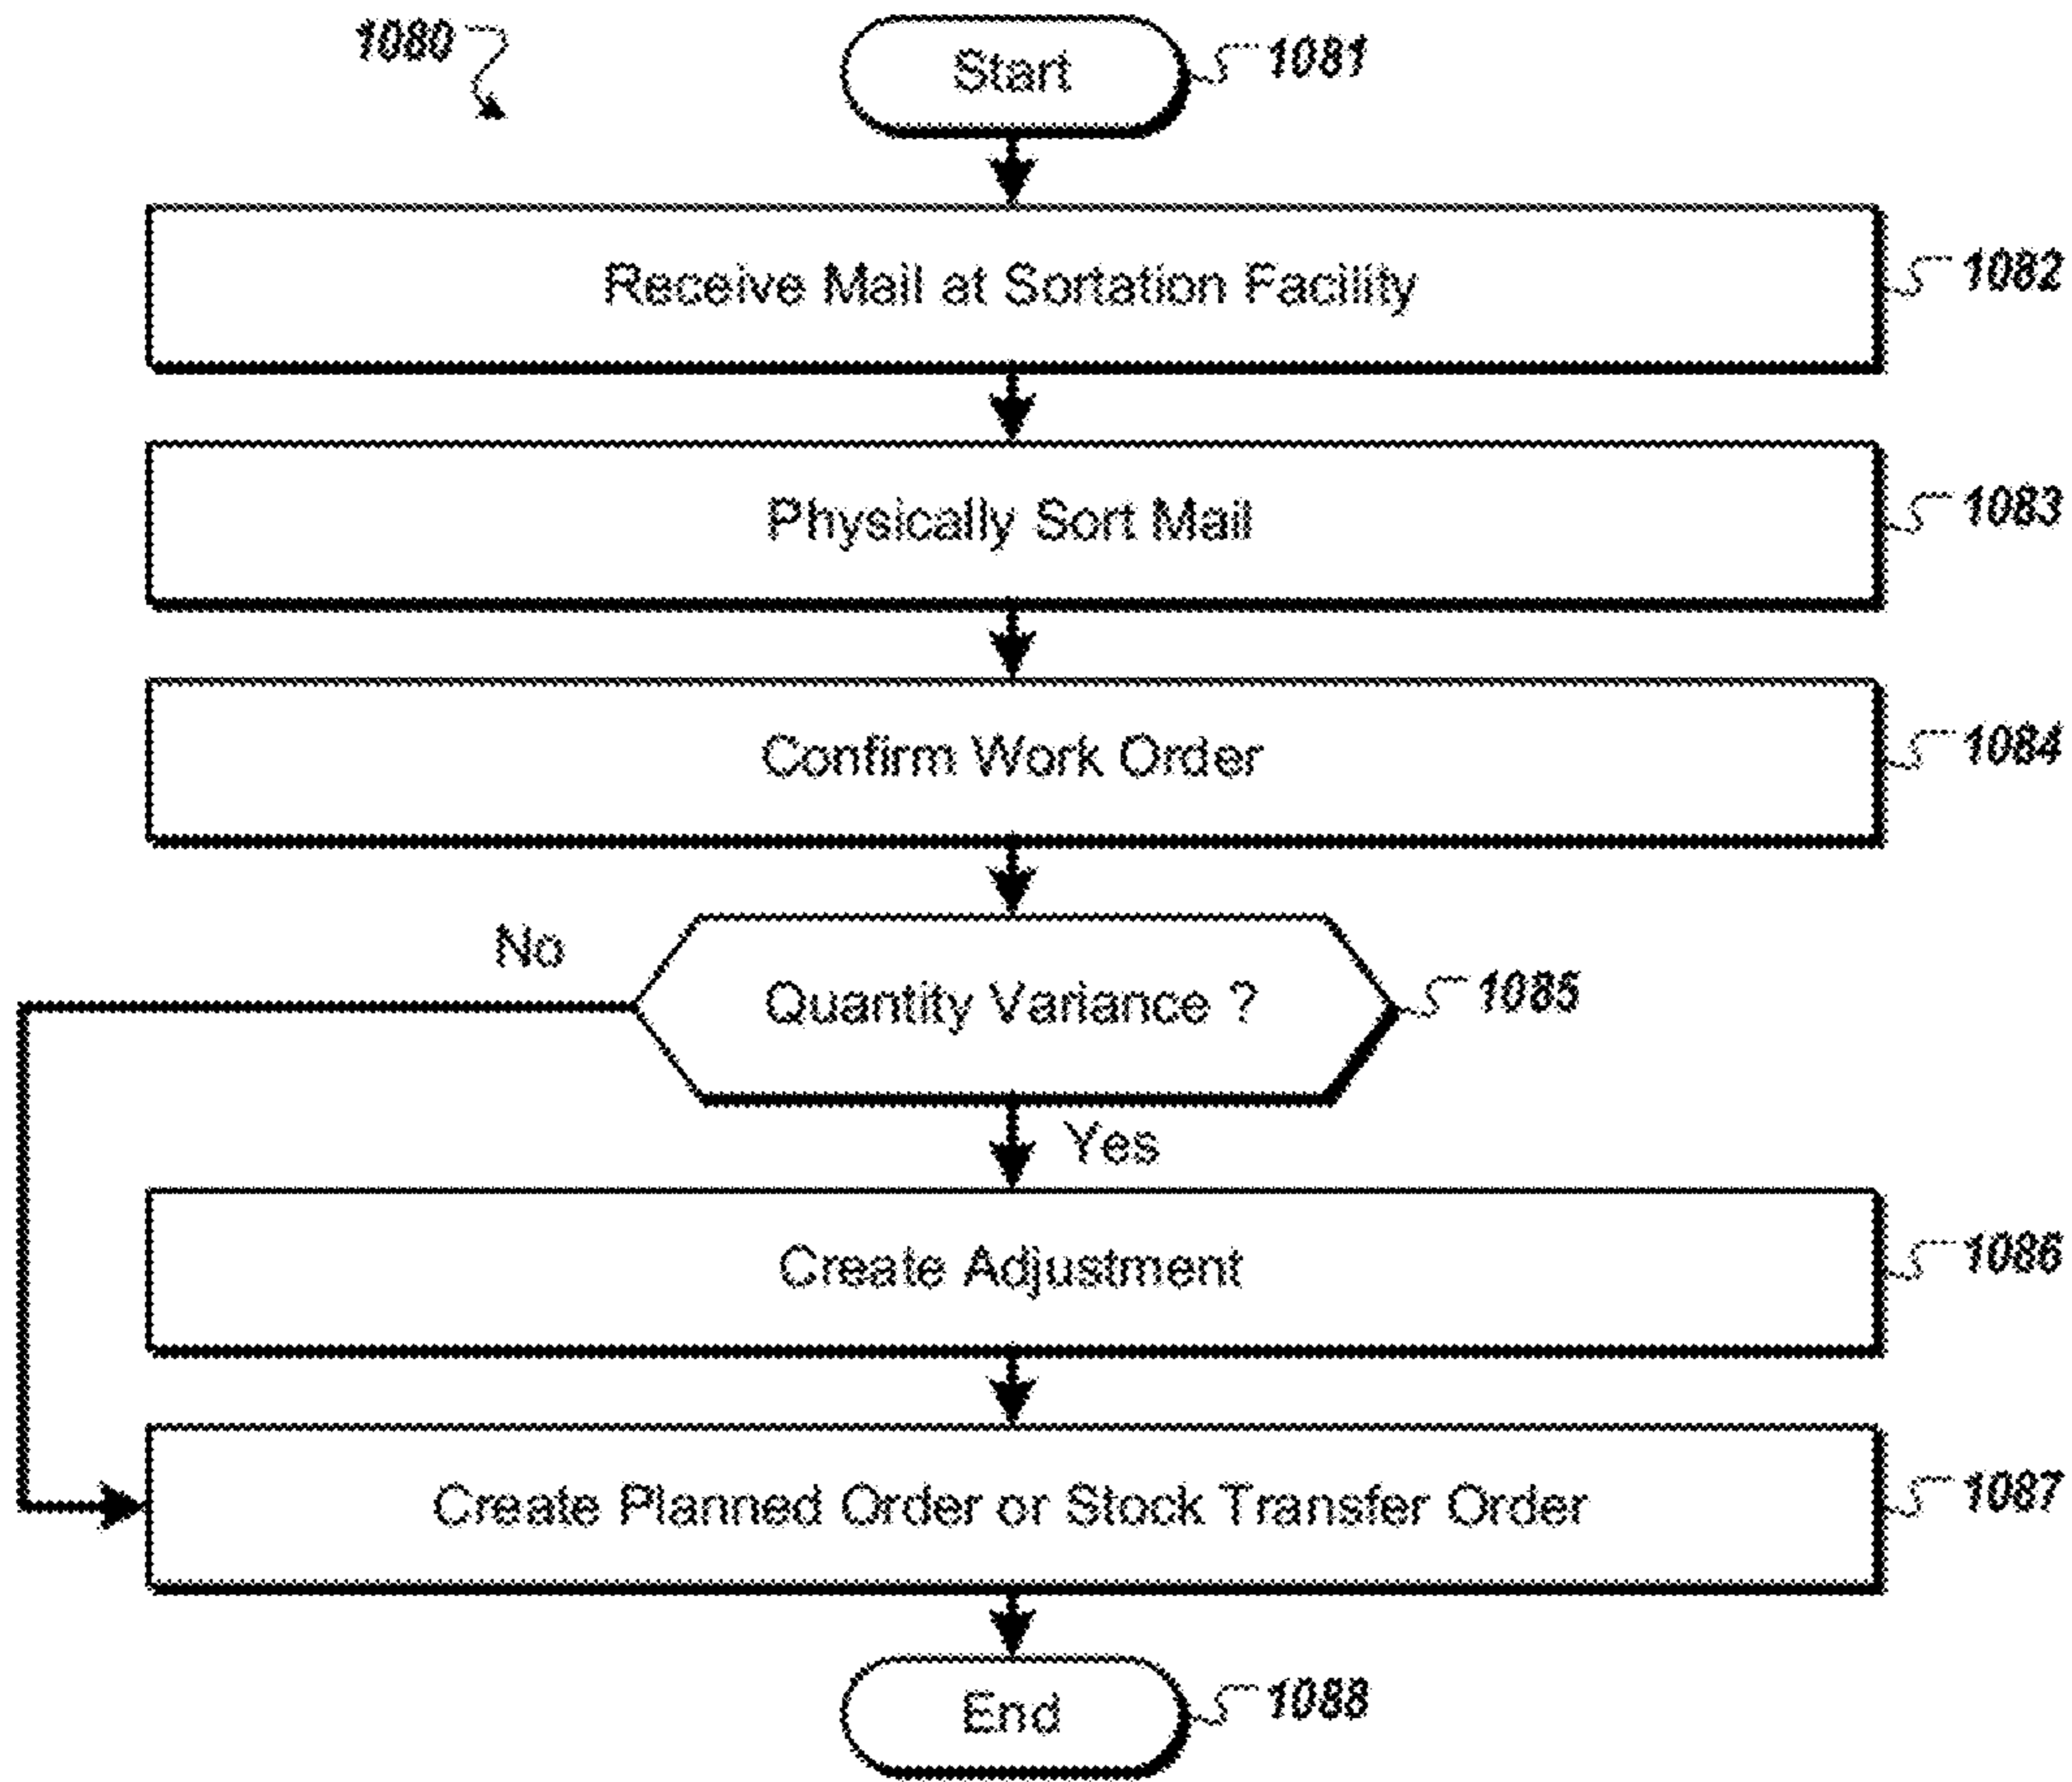 1080
Start 1081
Receive Mail at Sortation Facility 1082
Physically Sort Mail 1083
Confirm Work Order 1084
No
Quantity Variance ? 1085
Yes
Create Adjustment 1086
Create Planned Order or Stock Transfer Order 1087
End 1088